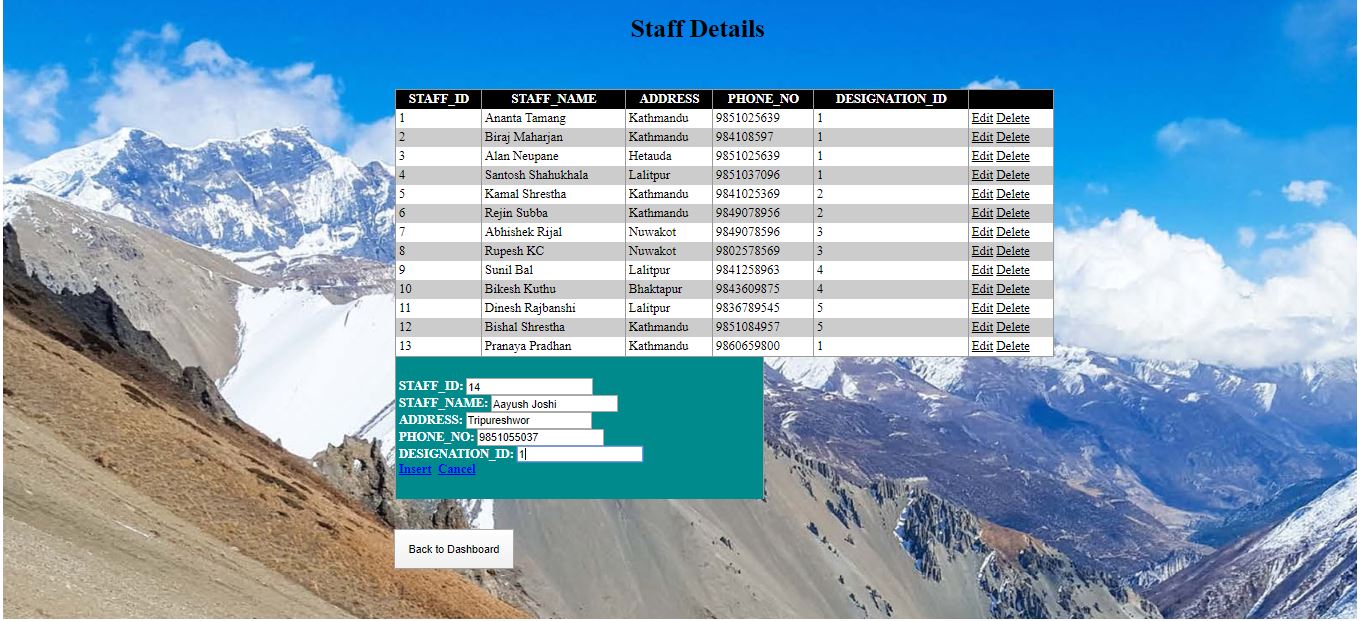 Staff Details
STAFF_ID STAFF_NAME ADDRESS PHONE_NO DESIGNATION_ID
1 Ananta Tamang Kathmandu 9851025639 1 Edit Delete
2 Biraj Maharjan Kathmandu 984108597 1 Edit Delete
3 Alan Neupane Hetauda 9851025639 1 Edit Delete
4 Santosh Shahukhala Lalitpur 9851037096 1 Edit Delete
5 Kamal Shrestha Kathmandu 9841025369 2 Edit Delete
6 Rejin Subba Kathmandu 9849078956 2 Edit Delete
7 Abhishek Rijal Nuwakot 9849078596 3 Edit Delete
8 Rupesh KC Nuwakot 9802578569 3 Edit Delete
9 Sunil Bal Lalitpur 9841258963 4 Edit Delete
10 Bikesh Kuthu Bhaktapur 9843609875 4 Edit Delete
11 Dinesh Rajbanshi Lalitpur 9836789545 5 Edit Delete
12 Bishal Shrestha Kathmandu 9851084957 5 Edit Delete
13 Pranaya Pradhan Kathmandu 9860659800 1 Edit Delete
STAFF_ID: 14
STAFF_NAME: Aayush Joshi
ADDRESS: Tripureshwor
PHONE_NO: 9851055037
DESIGNATION_ID: 1
Insert Cancel
Back to Dashboard